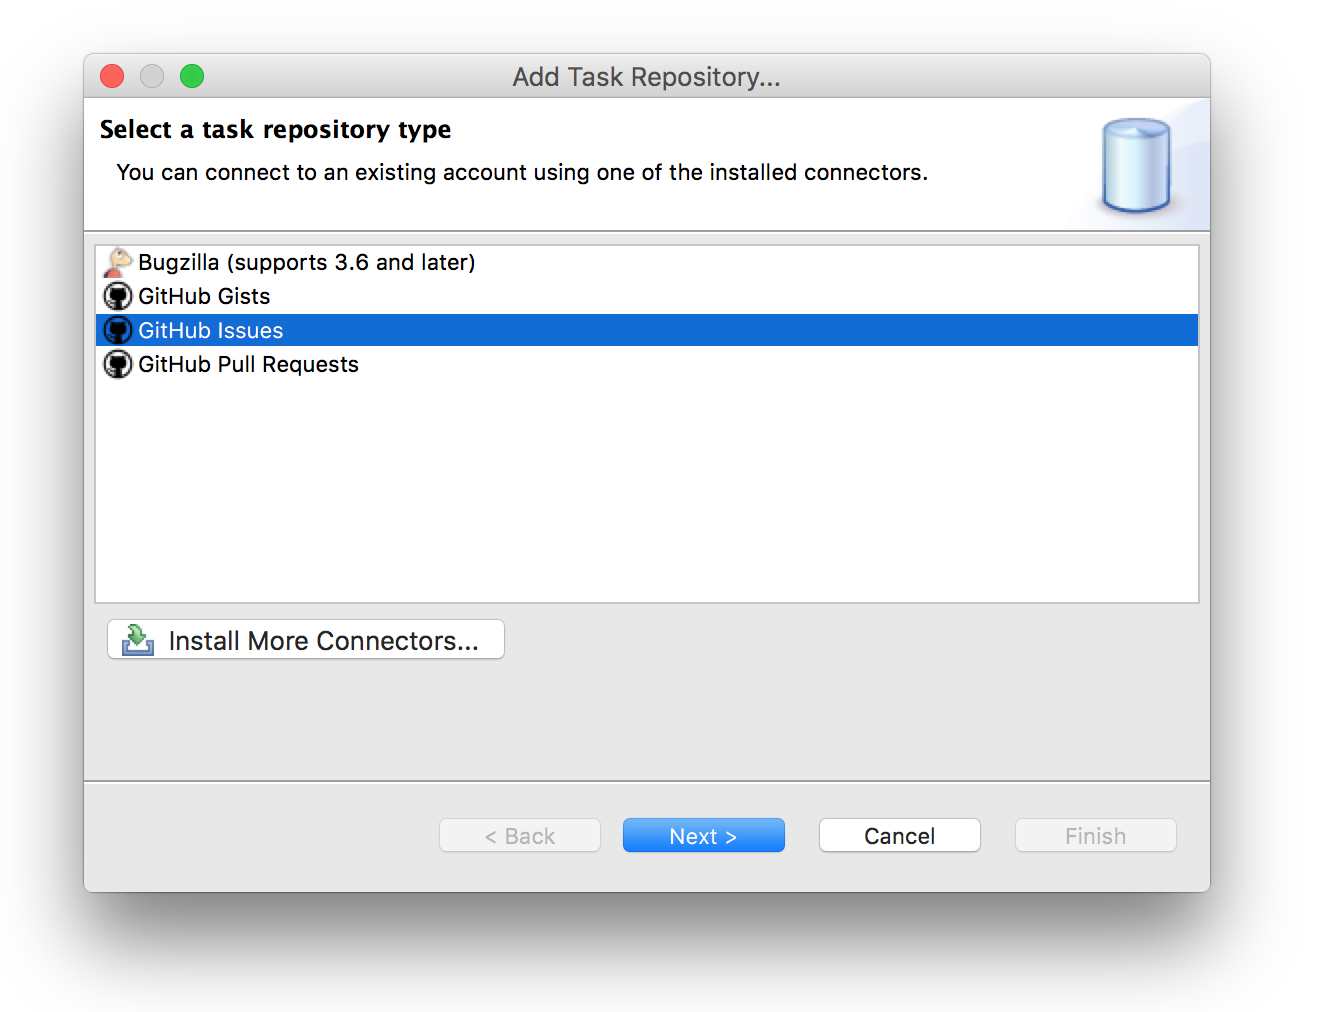 Add Task Repository...
Select a task repository type
You can connect to an existing account using one of the installed connectors.
Bugzilla (supports 3.6 and later)
GitHub Gists
GitHub Issues
GitHub Pull Requests
Install More Connectors...
< Back
Next >
Cancel
Finish